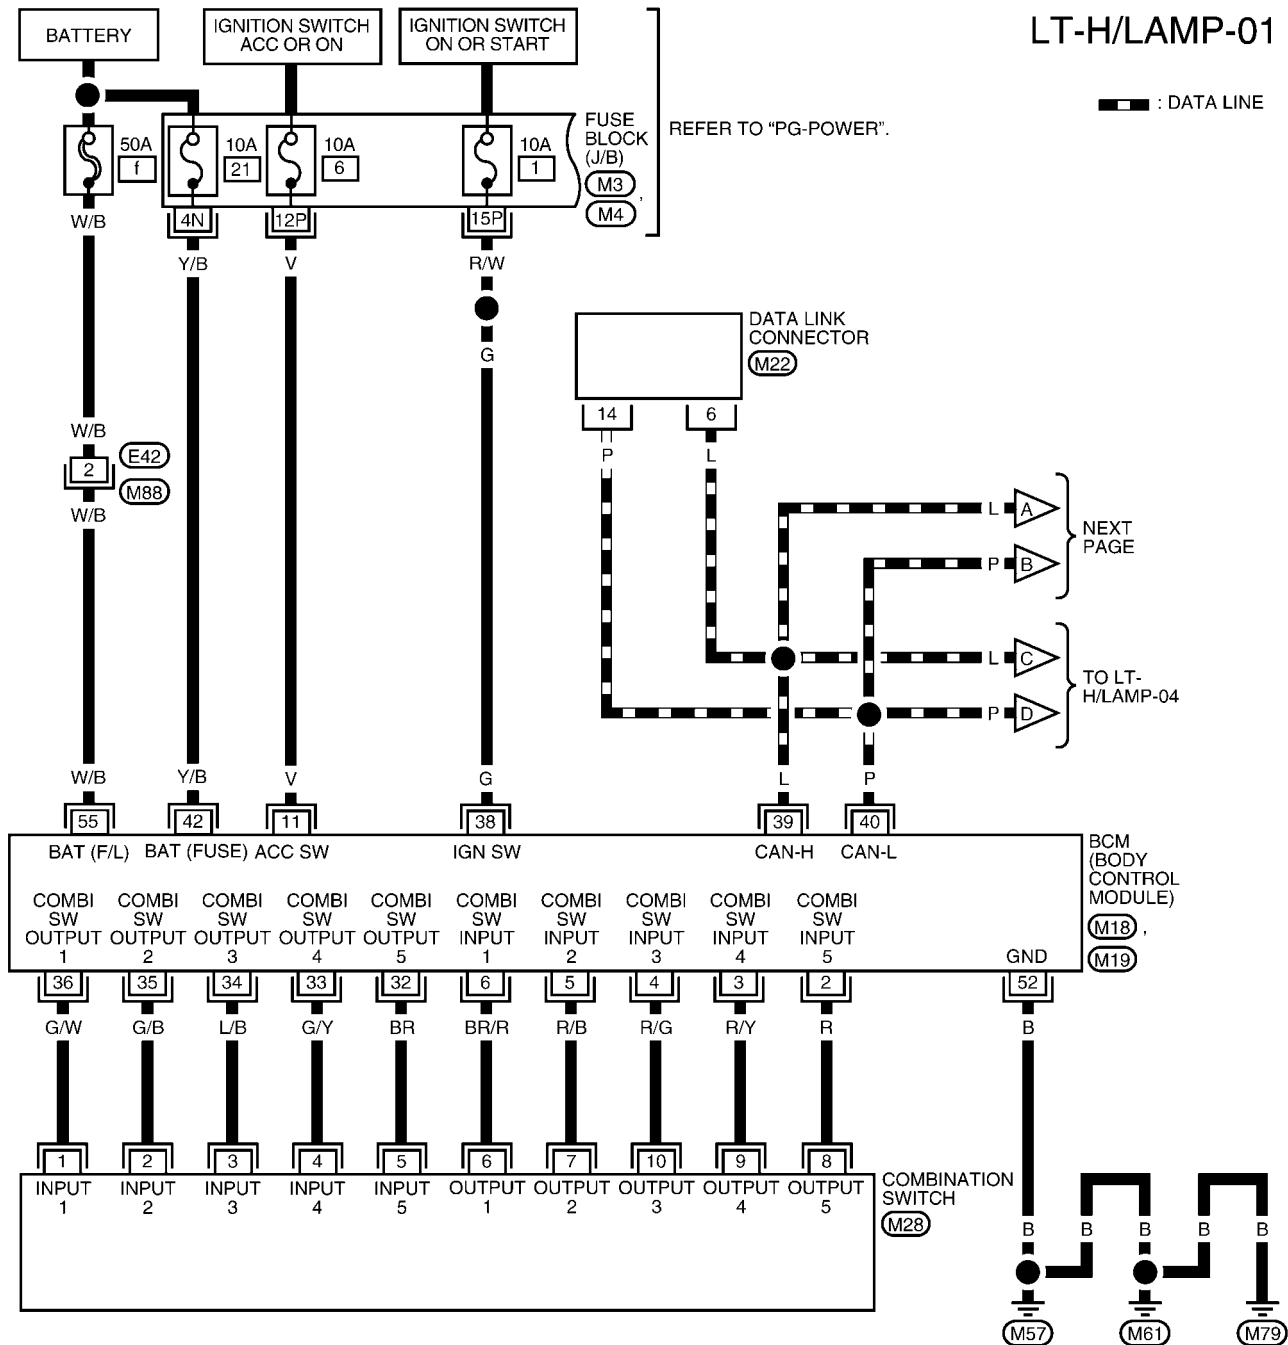 LT-H/LAMP-01
BATTERY
IGNITION SWITCH
ACC OR ON
IGNITION SWITCH
ON OR START
: DATA LINE
50A
f
10A
21
10A
6
10A
1
FUSE
BLOCK
(J/B)
M3
,
M4
REFER TO “PG-POWER”.
4N
12P
15P
W/B
Y/B
V
R/W
G
DATA LINK
CONNECTOR
M22
14
6
P
L
W/B
2
E42
M88
W/B
L
A
P
B
NEXT
PAGE
L
C
P
D
TO LT-
H/LAMP-04
W/B
Y/B
V
G
L
P
55
42
11
38
39
40
BAT (F/L)
BAT (FUSE)
ACC SW
IGN SW
CAN-H
CAN-L
BCM
(BODY
CONTROL
MODULE)
M18
,
M19
COMBI
SW
OUTPUT
1
COMBI
SW
OUTPUT
2
COMBI
SW
OUTPUT
3
COMBI
SW
OUTPUT
4
COMBI
SW
OUTPUT
5
COMBI
SW
INPUT
1
COMBI
SW
INPUT
2
COMBI
SW
INPUT
3
COMBI
SW
INPUT
4
COMBI
SW
INPUT
5
GND
36
35
34
33
32
6
5
4
3
2
52
G/W
G/B
L/B
G/Y
BR
BR/R
R/B
R/G
R/Y
R
B
1
2
3
4
5
6
7
10
9
8
INPUT
1
INPUT
2
INPUT
3
INPUT
4
INPUT
5
OUTPUT
1
OUTPUT
2
OUTPUT
3
OUTPUT
4
OUTPUT
5
COMBINATION
SWITCH
M28
B
B
B
B
B
M57
M61
M79